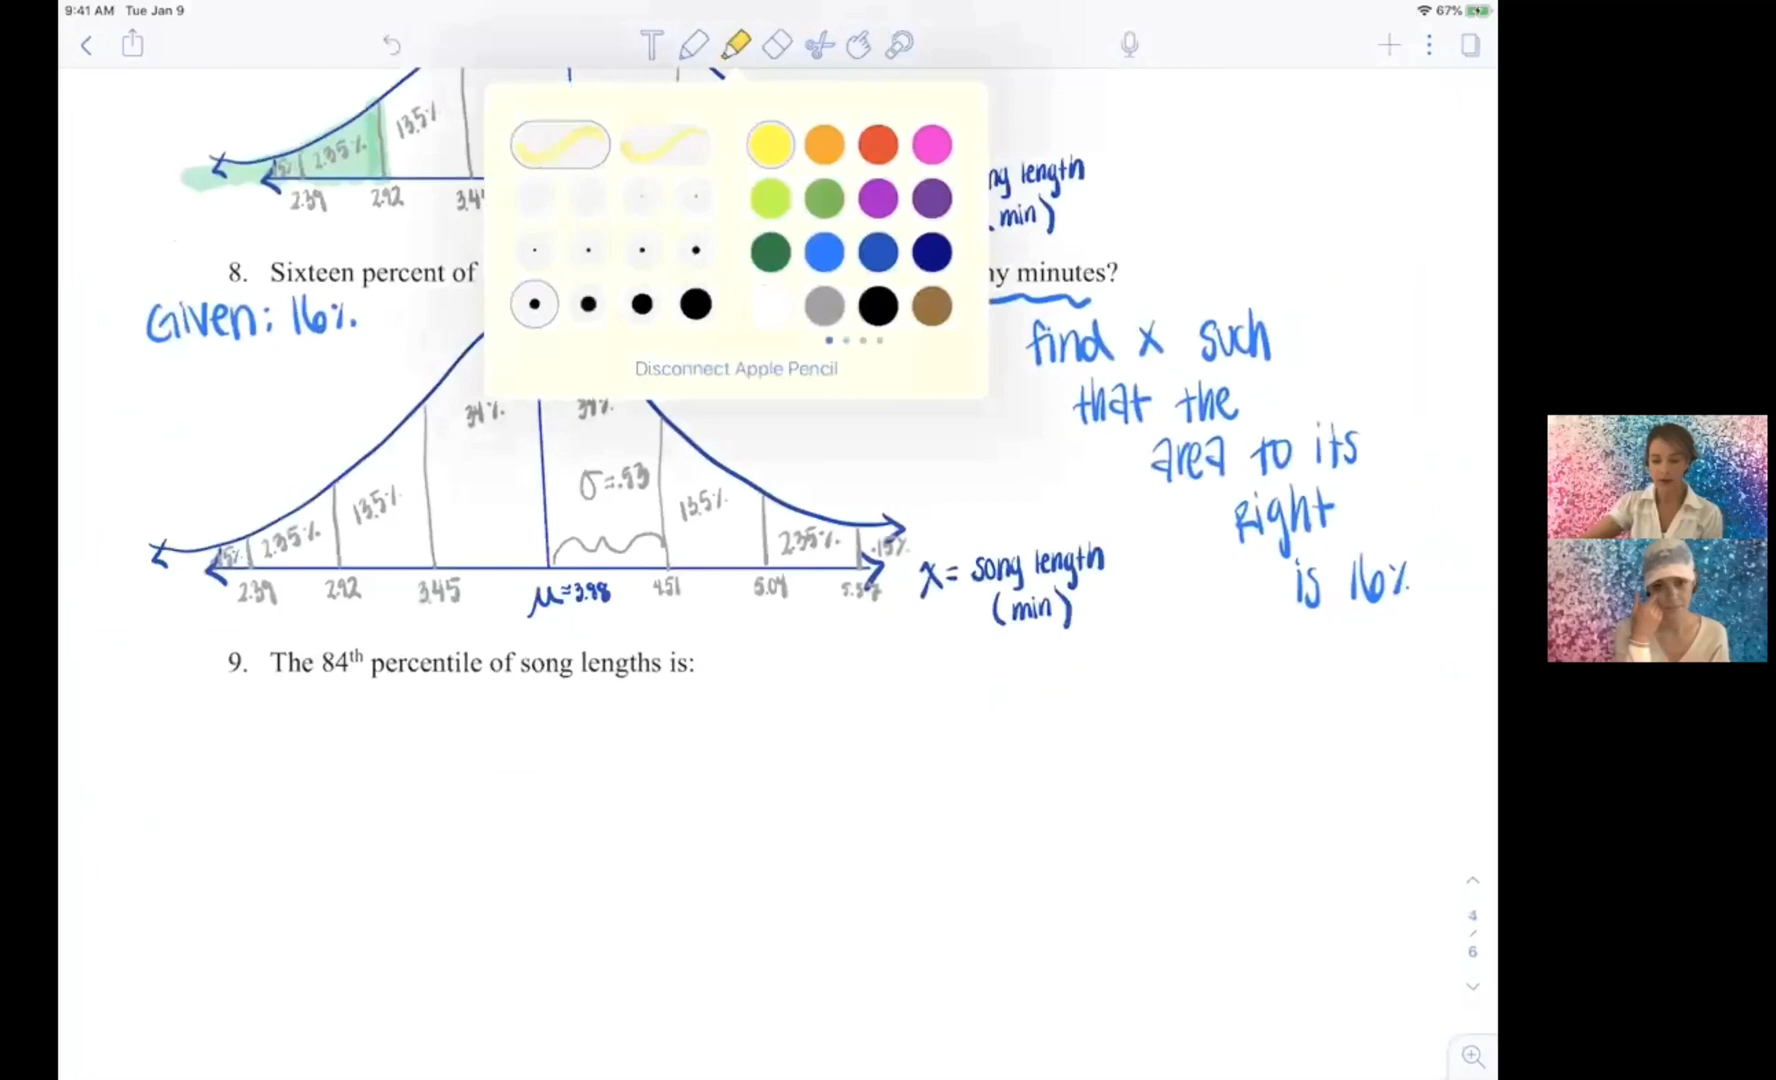 9:41 AM Tue Jan 9
67%
13.5%
.15% 2.35%
2.39 2.92 3.4
ng length
(min)
8. Sixteen percent of
ny minutes?
Given: 16%
Disconnect Apple Pencil
find x such
that the
area to its
Right
is 16%
34% 34%
σ=.53
.15% 2.35% 13.5% 13.5% 2.35% .15%
2.39 2.92 3.45 μ=3.98 4.51 5.04 5.57
x = song length
(min)
9. The 84th percentile of song lengths is:
4
/
6